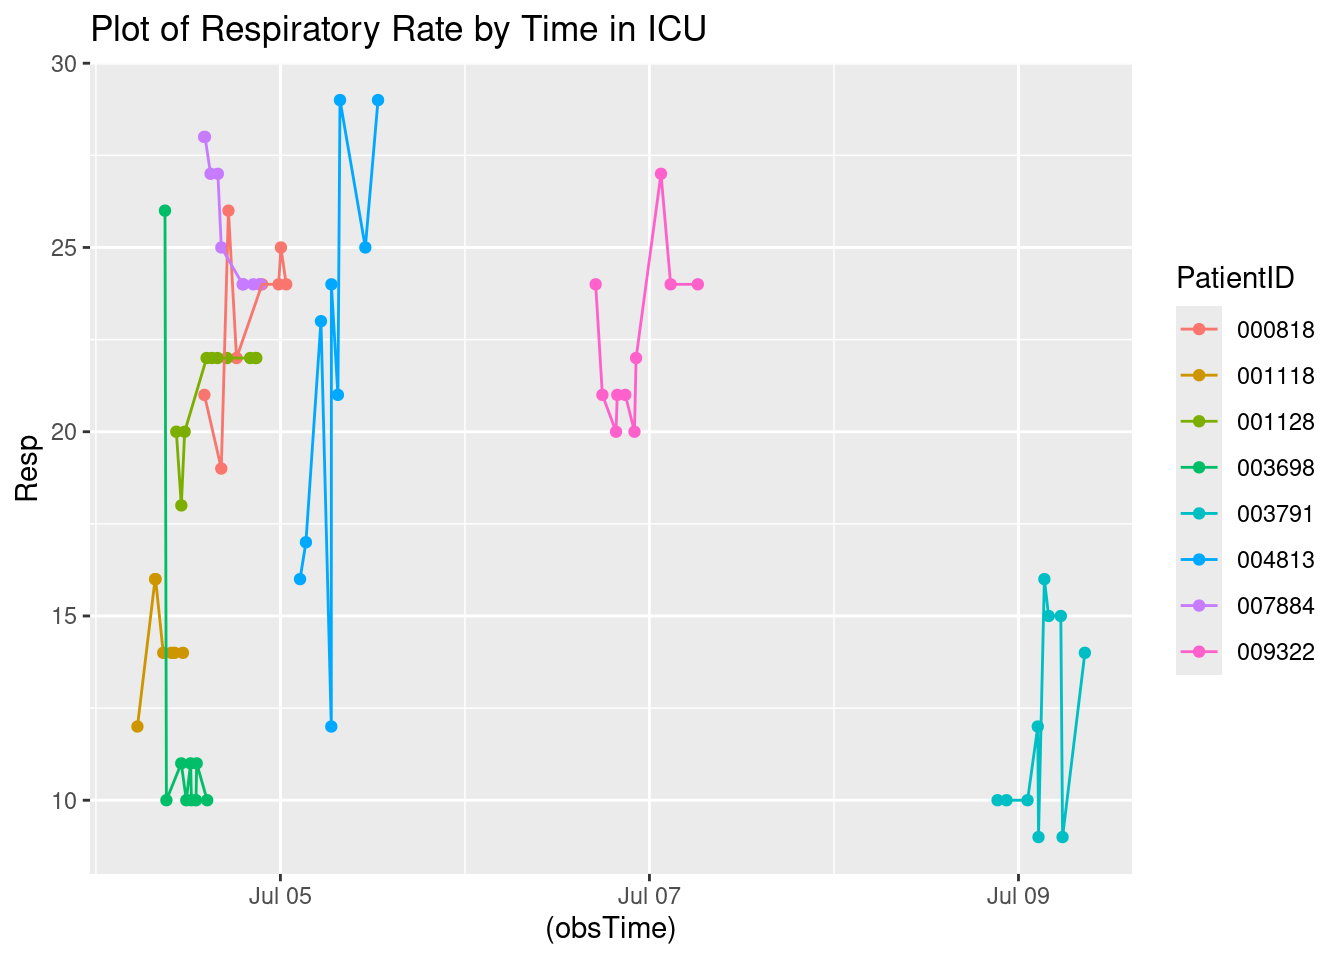 Plot of Respiratory Rate by Time in ICU
30
25
20
15
10
Resp
Jul 05
Jul 07
Jul 09
(obsTime)
PatientID
000818
001118
001128
003698
003791
004813
007884
009322